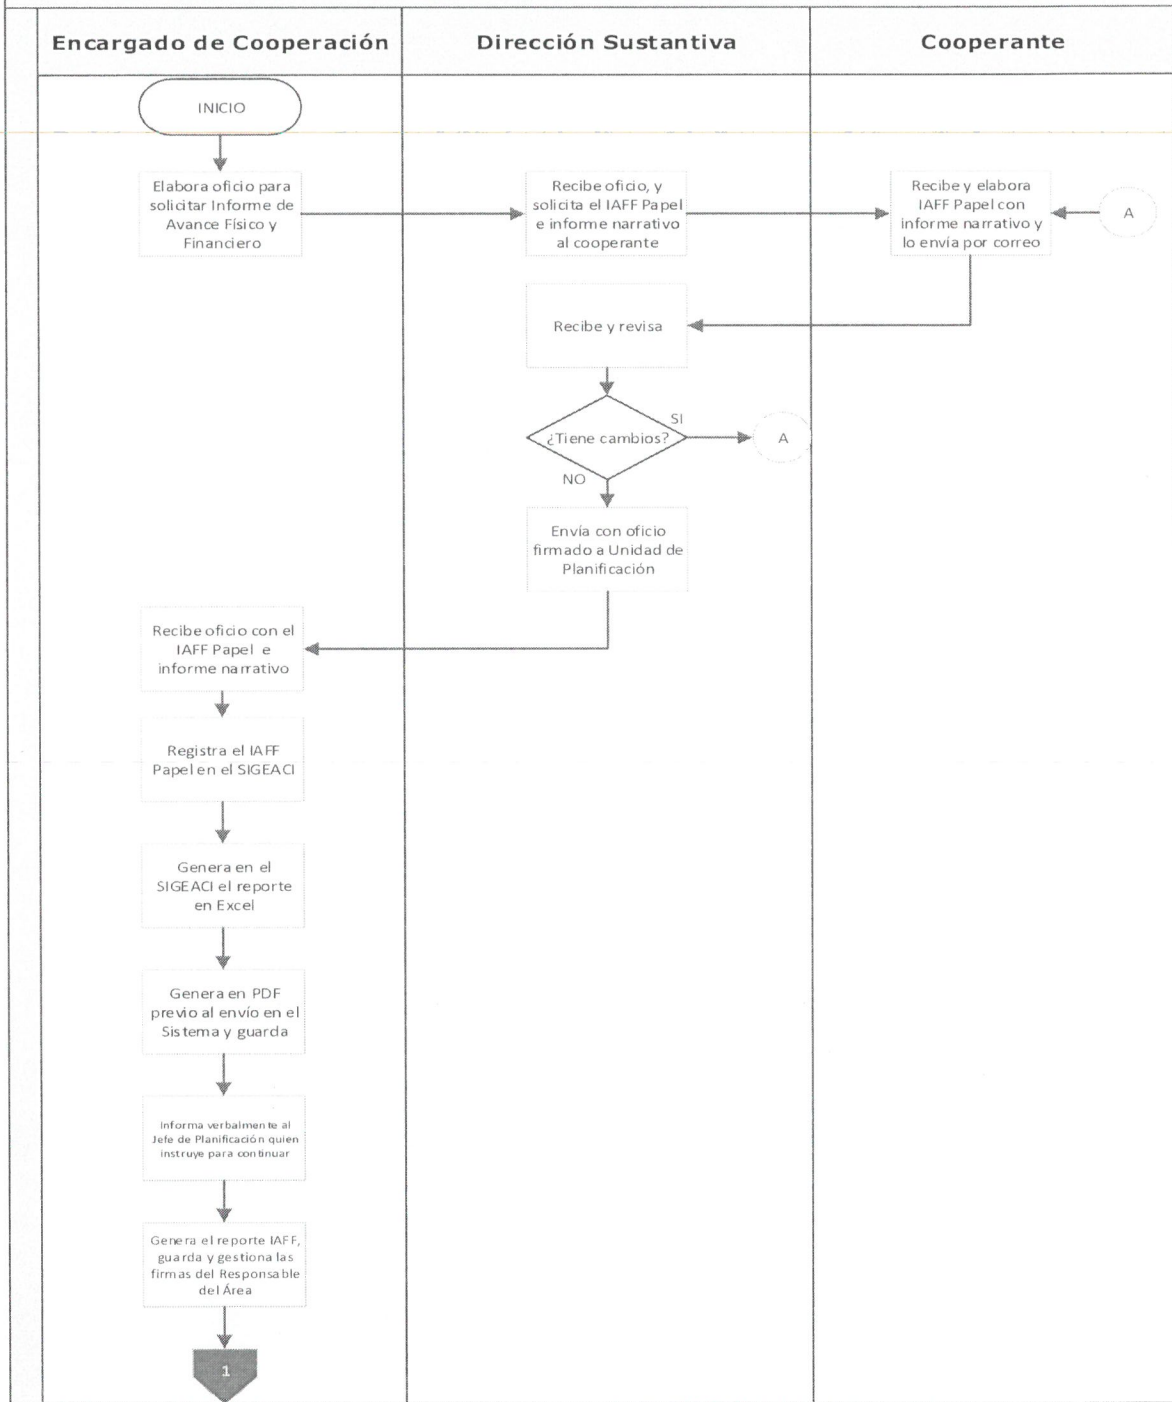 Encargado de Cooperación
Dirección Sustantiva
Cooperante
INICIO
Elabora oficio para
solicitar Informe de
Avance Físico y
Financiero
Recibe oficio, y
solicita el IAFF Papel
e informe narrativo
al cooperante
Recibe y elabora
IAFF Papel con
informe narrativo y
lo envía por correo
A
Recibe y revisa
¿Tiene cambios?
SI
A
NO
Envía con oficio
firmado a Unidad de
Planificación
Recibe oficio con el
IAFF Papel e
informe narrativo
Registra el IAFF
Papel en el SIGEACI
Genera en el
SIGEACI el reporte
en Excel
Genera en PDF
previo al envío en el
Sistema y guarda
Informa verbalmente al
Jefe de Planificación quien
instruye para continuar
Genera el reporte IAFF,
guarda y gestiona las
firmas del Responsable
del Área
1